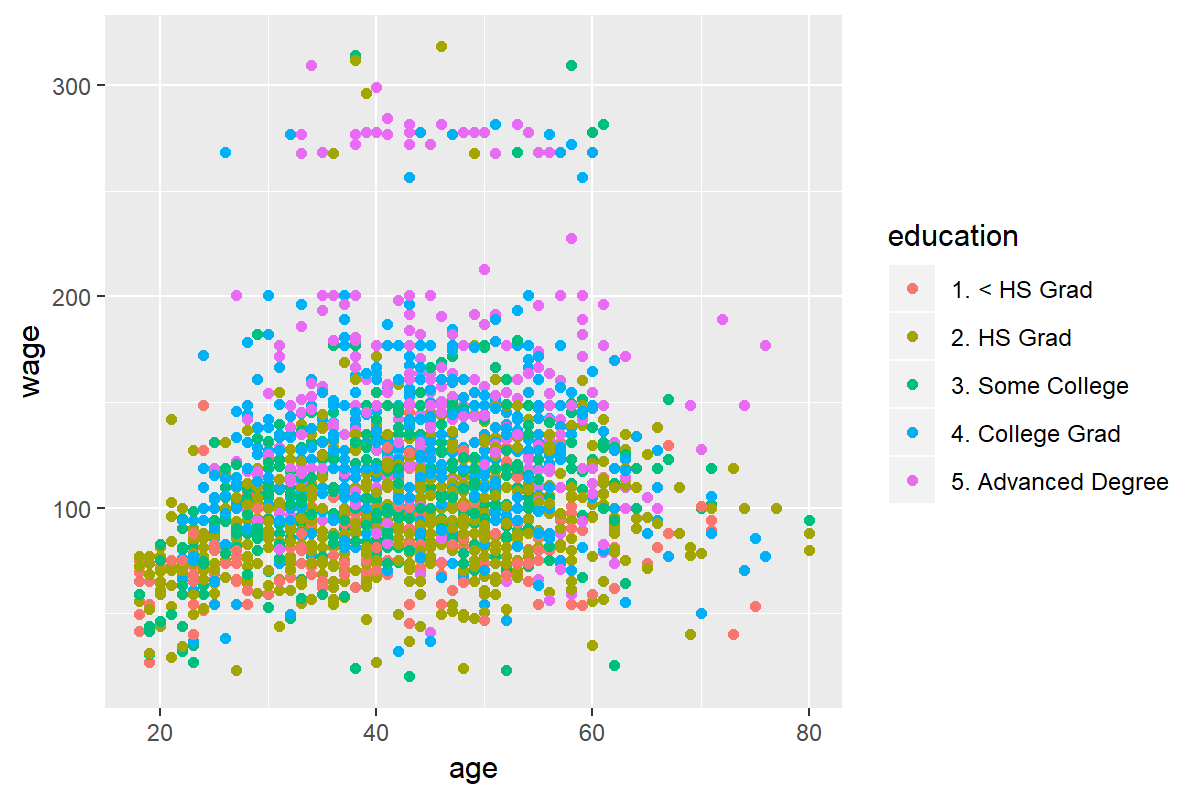 300
200
100
wage
20 40 60 80
age
education
1. < HS Grad
2. HS Grad
3. Some College
4. College Grad
5. Advanced Degree